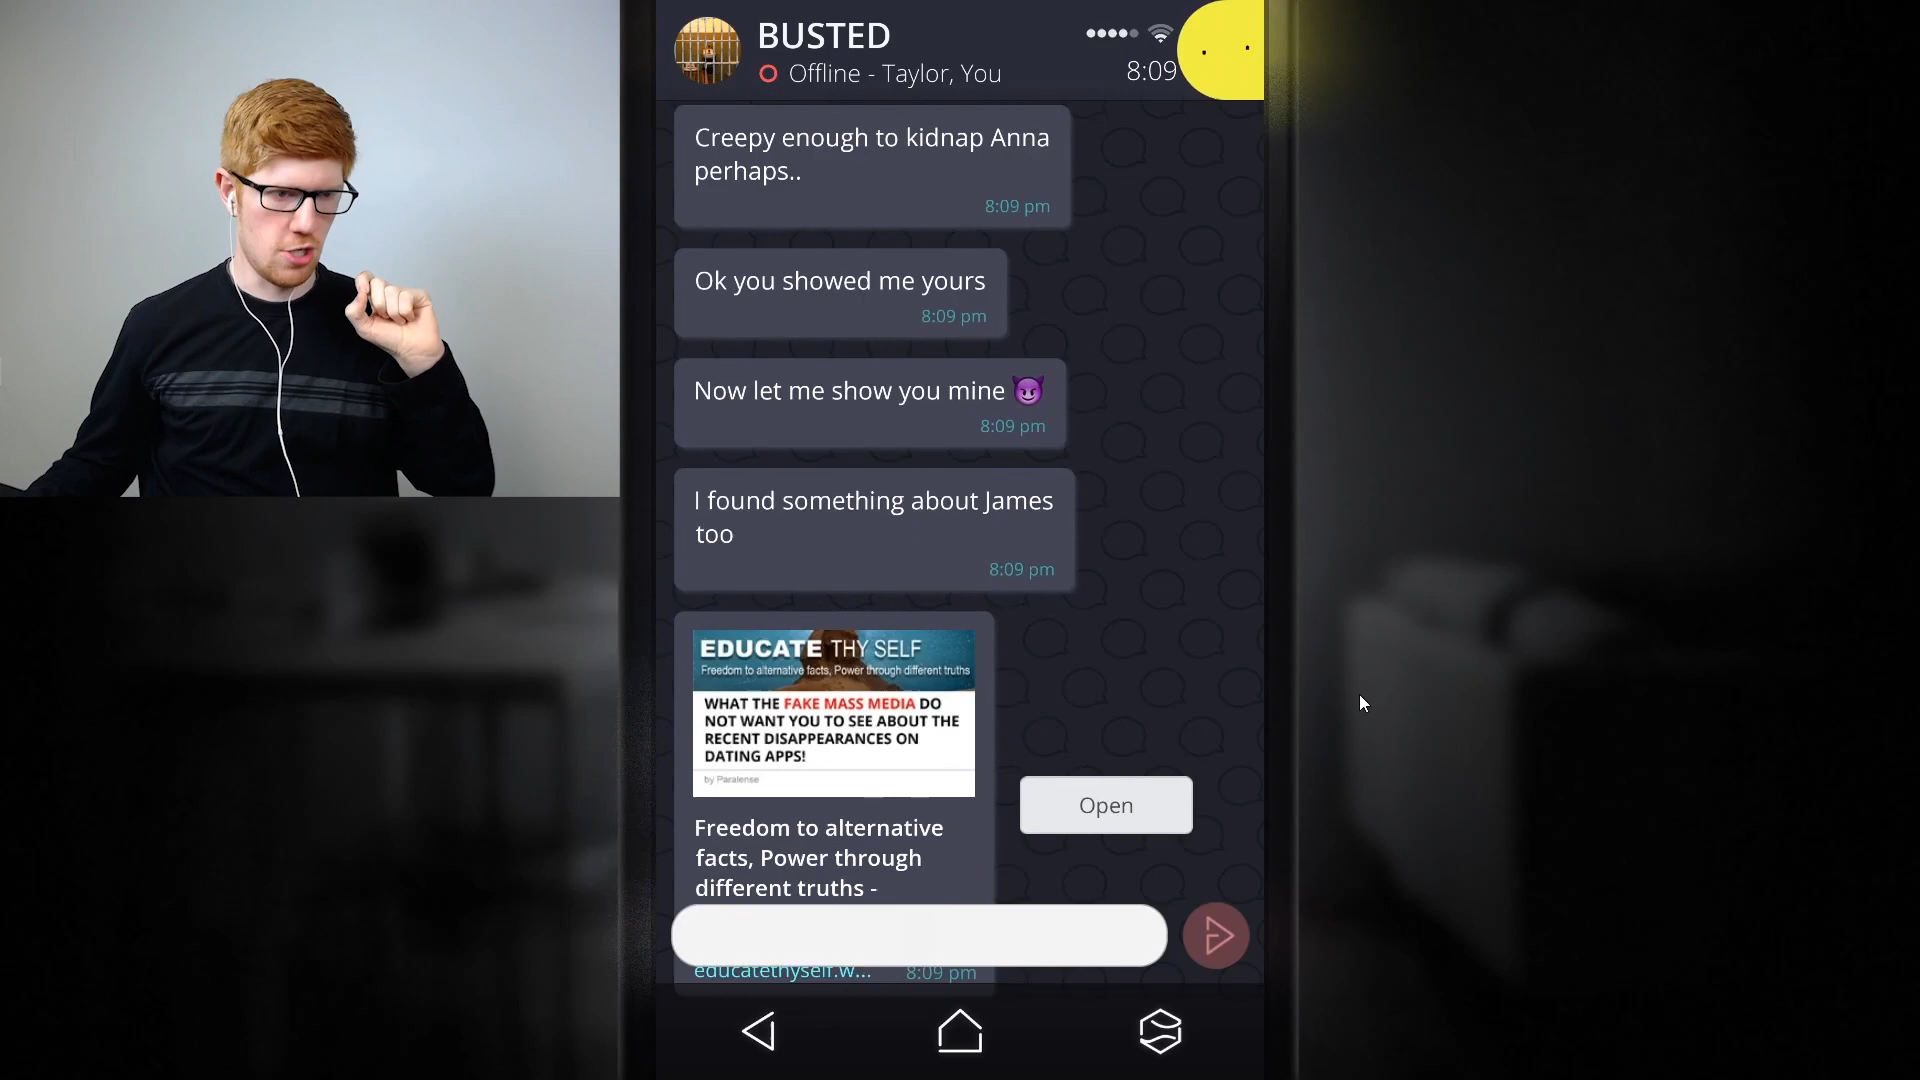 BUSTED
Offline - Taylor, You
8:09
Creepy enough to kidnap Anna
perhaps..
8:09 pm
Ok you showed me yours
8:09 pm
Now let me show you mine 😈
8:09 pm
I found something about James
too
8:09 pm
EDUCATE THY SELF
Freedom to alternative facts, Power through different truths
WHAT THE FAKE MASS MEDIA DO
NOT WANT YOU TO SEE ABOUT THE
RECENT DISAPPEARANCES ON
DATING APPS!
by Paralense
Open
Freedom to alternative
facts, Power through
different truths -
educatethyself.w...
8:09 pm